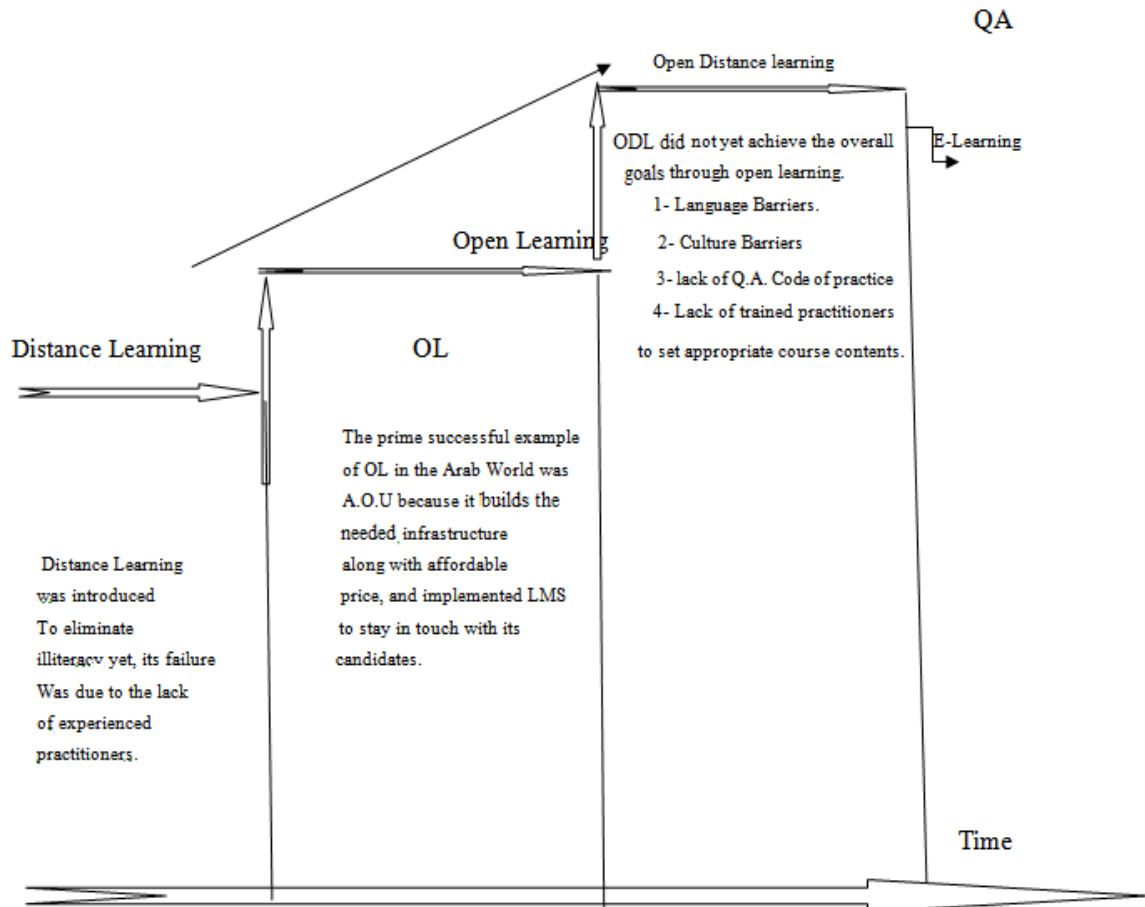 QA
Open Distance learning
ODL did not yet achieve the overall
goals through open learning.
1- Language Barriers.
2- Culture Barriers
3- lack of Q.A. Code of practice
4- Lack of trained practitioners
to set appropriate course contents.
E-Learning
Open Learning
Distance Learning
OL
The prime successful example
of OL in the Arab World was
A.O.U because it builds the
needed infrastructure
along with affordable
price, and implemented LMS
to stay in touch with its
candidates.
Distance Learning
was introduced
To eliminate
illiteracy yet, its failure
Was due to the lack
of experienced
practitioners.
Time